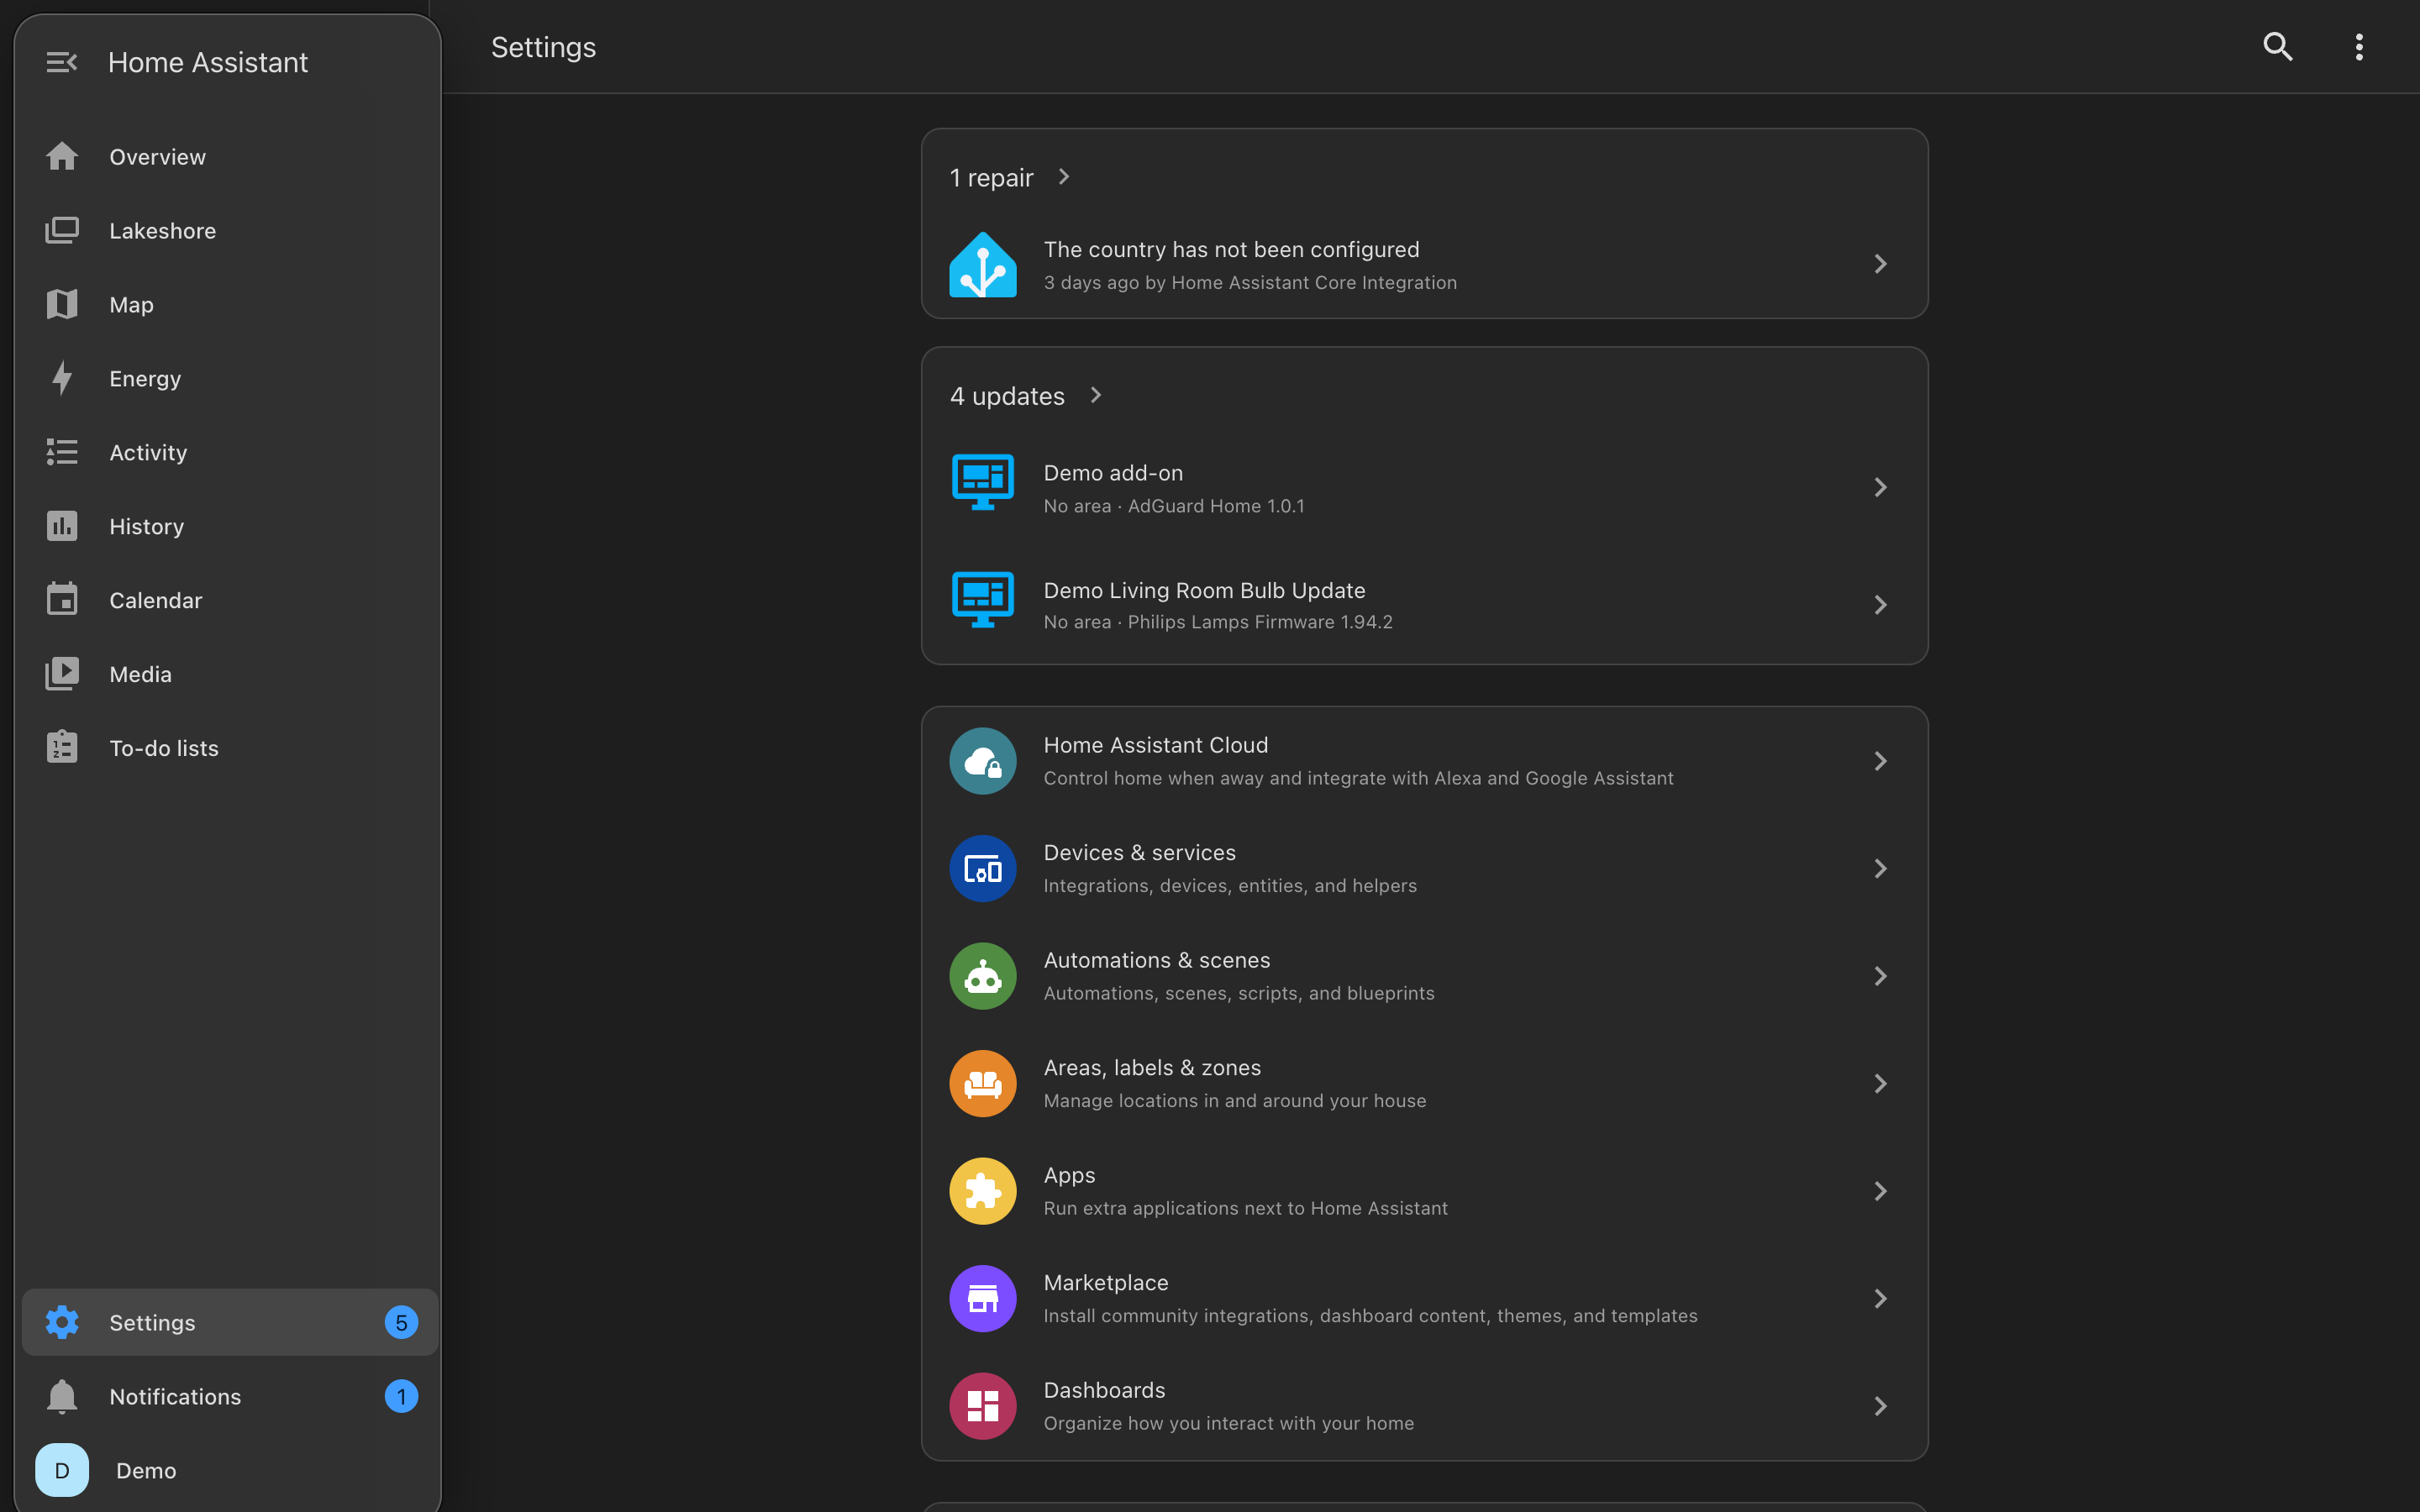 Home Assistant
Overview
Lakeshore
Map
Energy
Activity
History
Calendar
Media
To-do lists
Settings
5
Notifications
1
D
Demo
Settings
1 repair
The country has not been configured
3 days ago by Home Assistant Core Integration
4 updates
Demo add-on
No area · AdGuard Home 1.0.1
Demo Living Room Bulb Update
No area · Philips Lamps Firmware 1.94.2
Home Assistant Cloud
Control home when away and integrate with Alexa and Google Assistant
Devices & services
Integrations, devices, entities, and helpers
Automations & scenes
Automations, scenes, scripts, and blueprints
Areas, labels & zones
Manage locations in and around your house
Apps
Run extra applications next to Home Assistant
Marketplace
Install community integrations, dashboard content, themes, and templates
Dashboards
Organize how you interact with your home